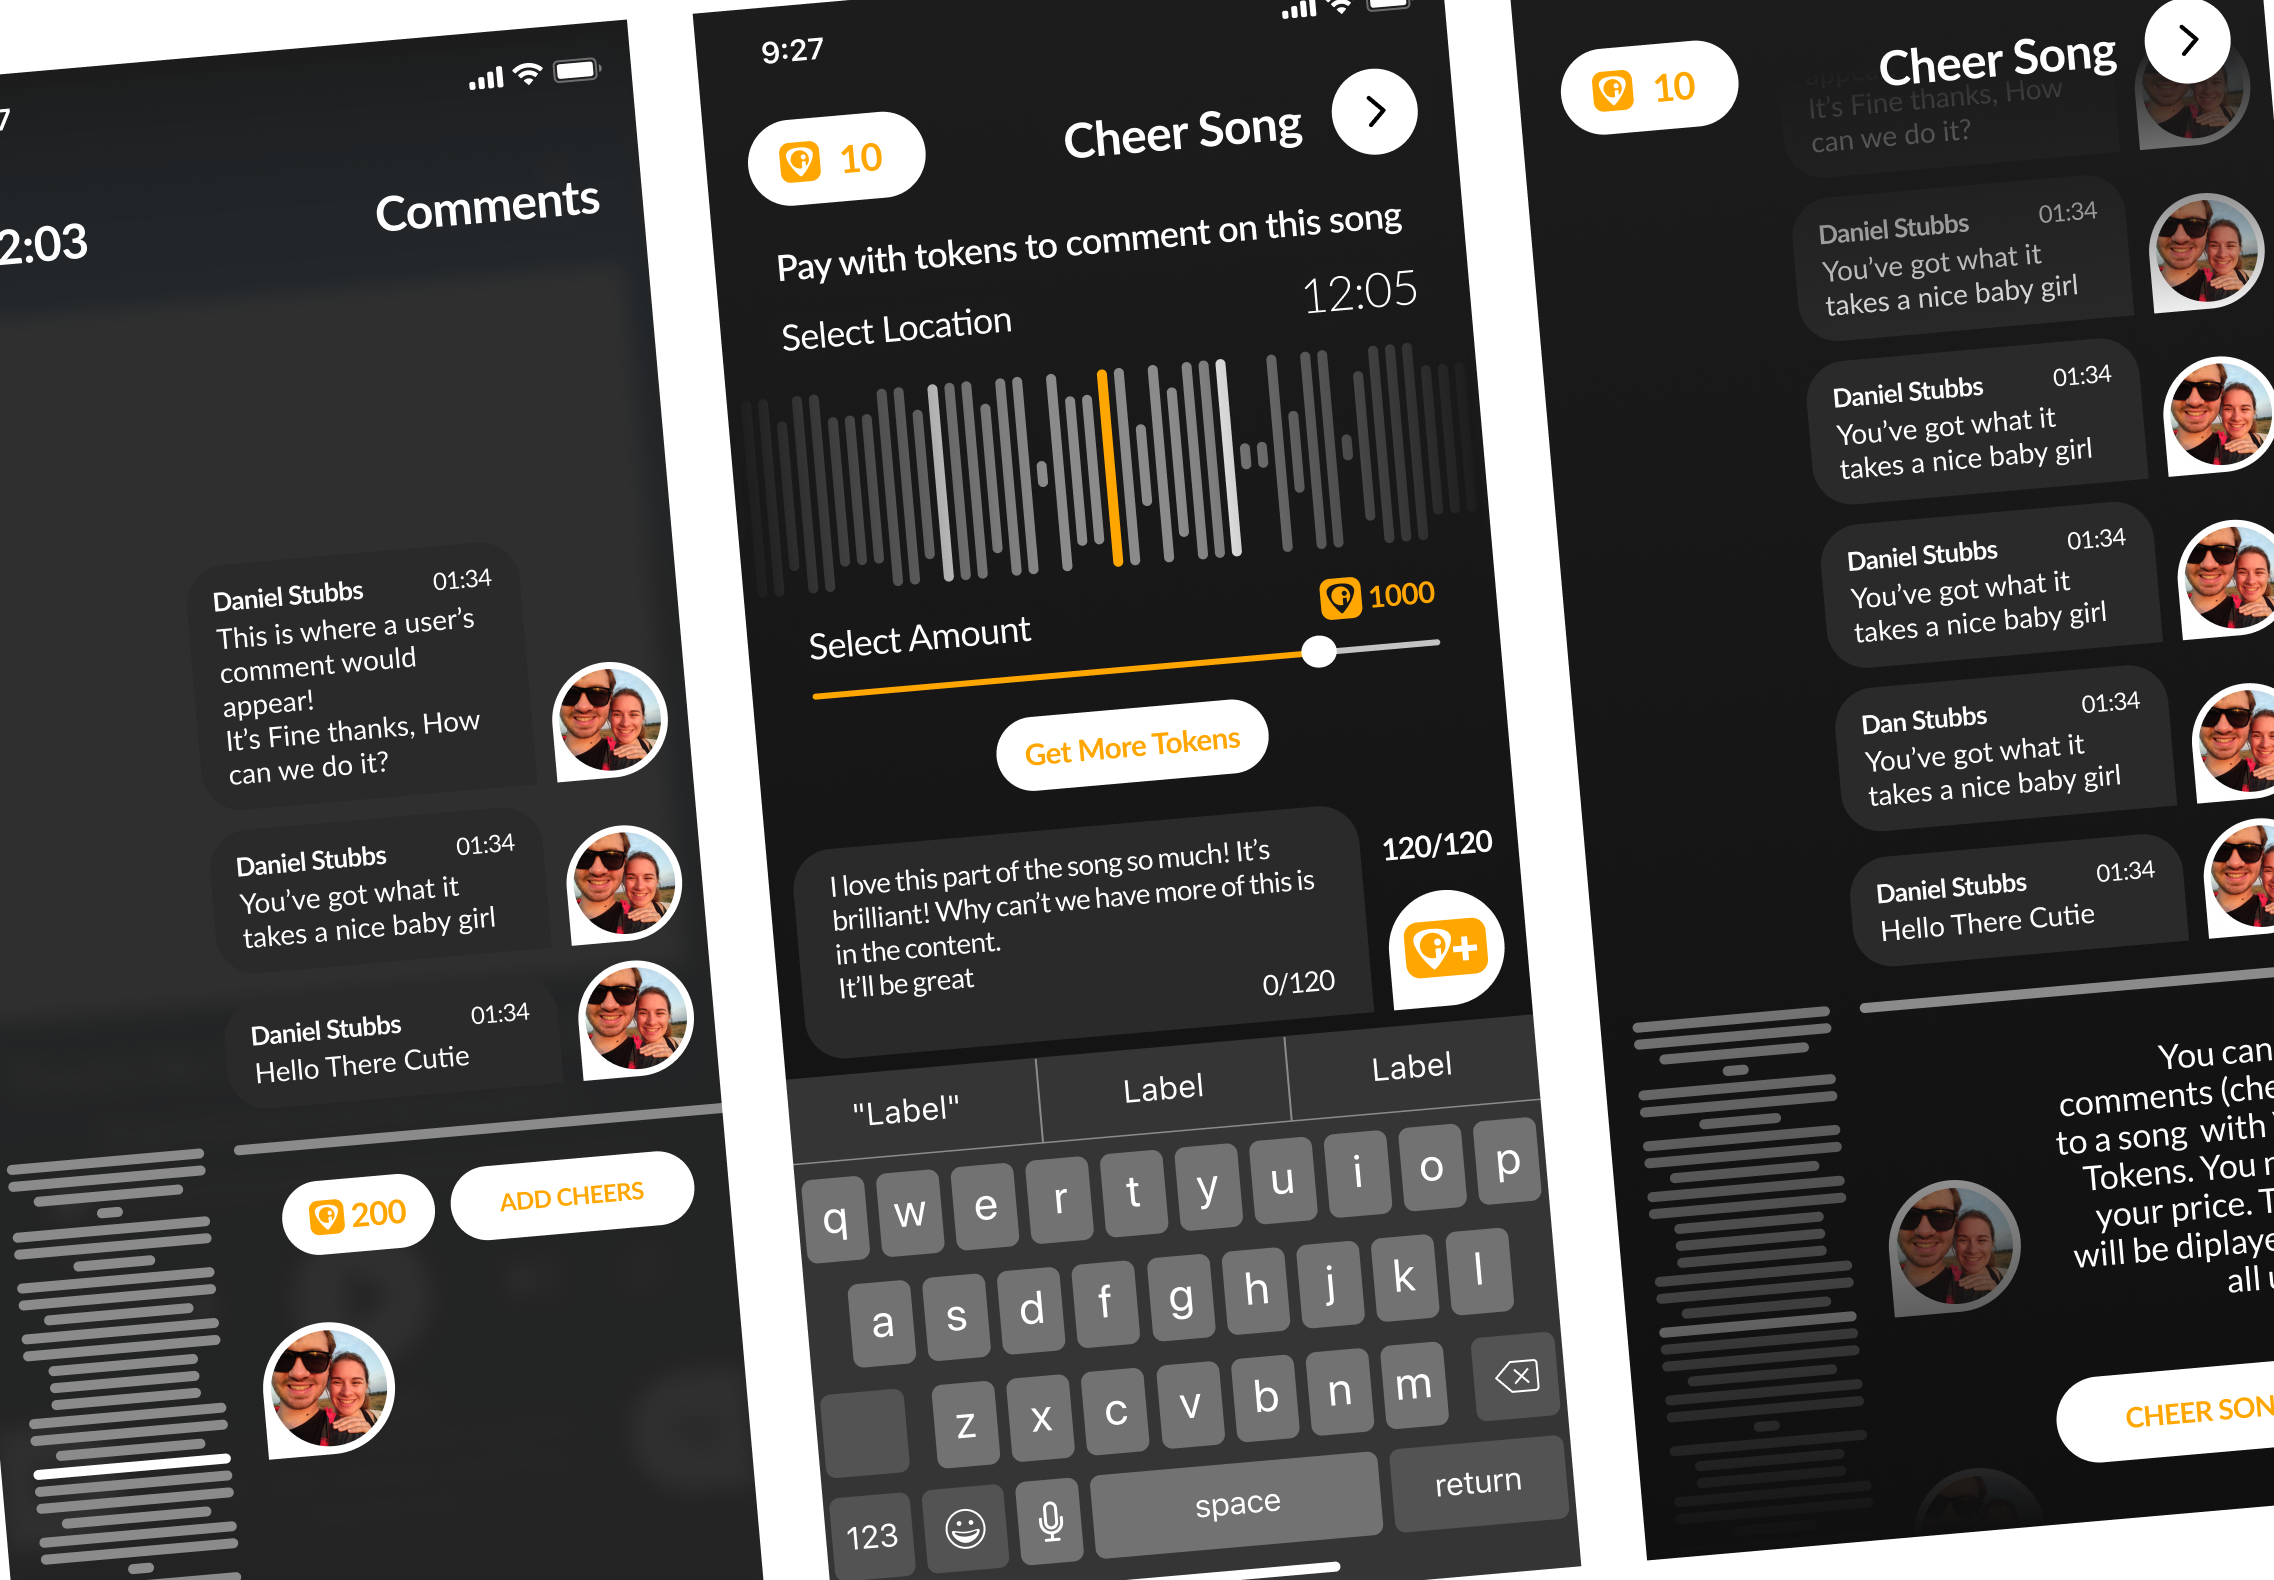 7
2:03
Comments
Daniel Stubbs 01:34
This is where a user's
comment would
appear!
It's Fine thanks, How
can we do it?
Daniel Stubbs 01:34
You've got what it
takes a nice baby girl
Daniel Stubbs 01:34
Hello There Cutie
200
ADD CHEERS
9:27
10
Cheer Song
Pay with tokens to comment on this song
Select Location
12:05
1000
Select Amount
Get More Tokens
I love this part of the song so much! It's
brilliant! Why can't we have more of this is
in the content.
It'll be great
0/120
120/120
"Label" Label Label
q w e r t y u i o p
a s d f g h j k l
z x c v b n m
123 space return
10
Cheer Song
appea
It's Fine thanks, How
can we do it?
Daniel Stubbs 01:34
You've got what it
takes a nice baby girl
Daniel Stubbs 01:34
You've got what it
takes a nice baby girl
Daniel Stubbs 01:34
You've got what it
takes a nice baby girl
Dan Stubbs 01:34
You've got what it
takes a nice baby girl
Daniel Stubbs 01:34
Hello There Cutie
You can
comments (che
to a song with
Tokens. You
your price. T
will be diplaye
all
CHEER SON